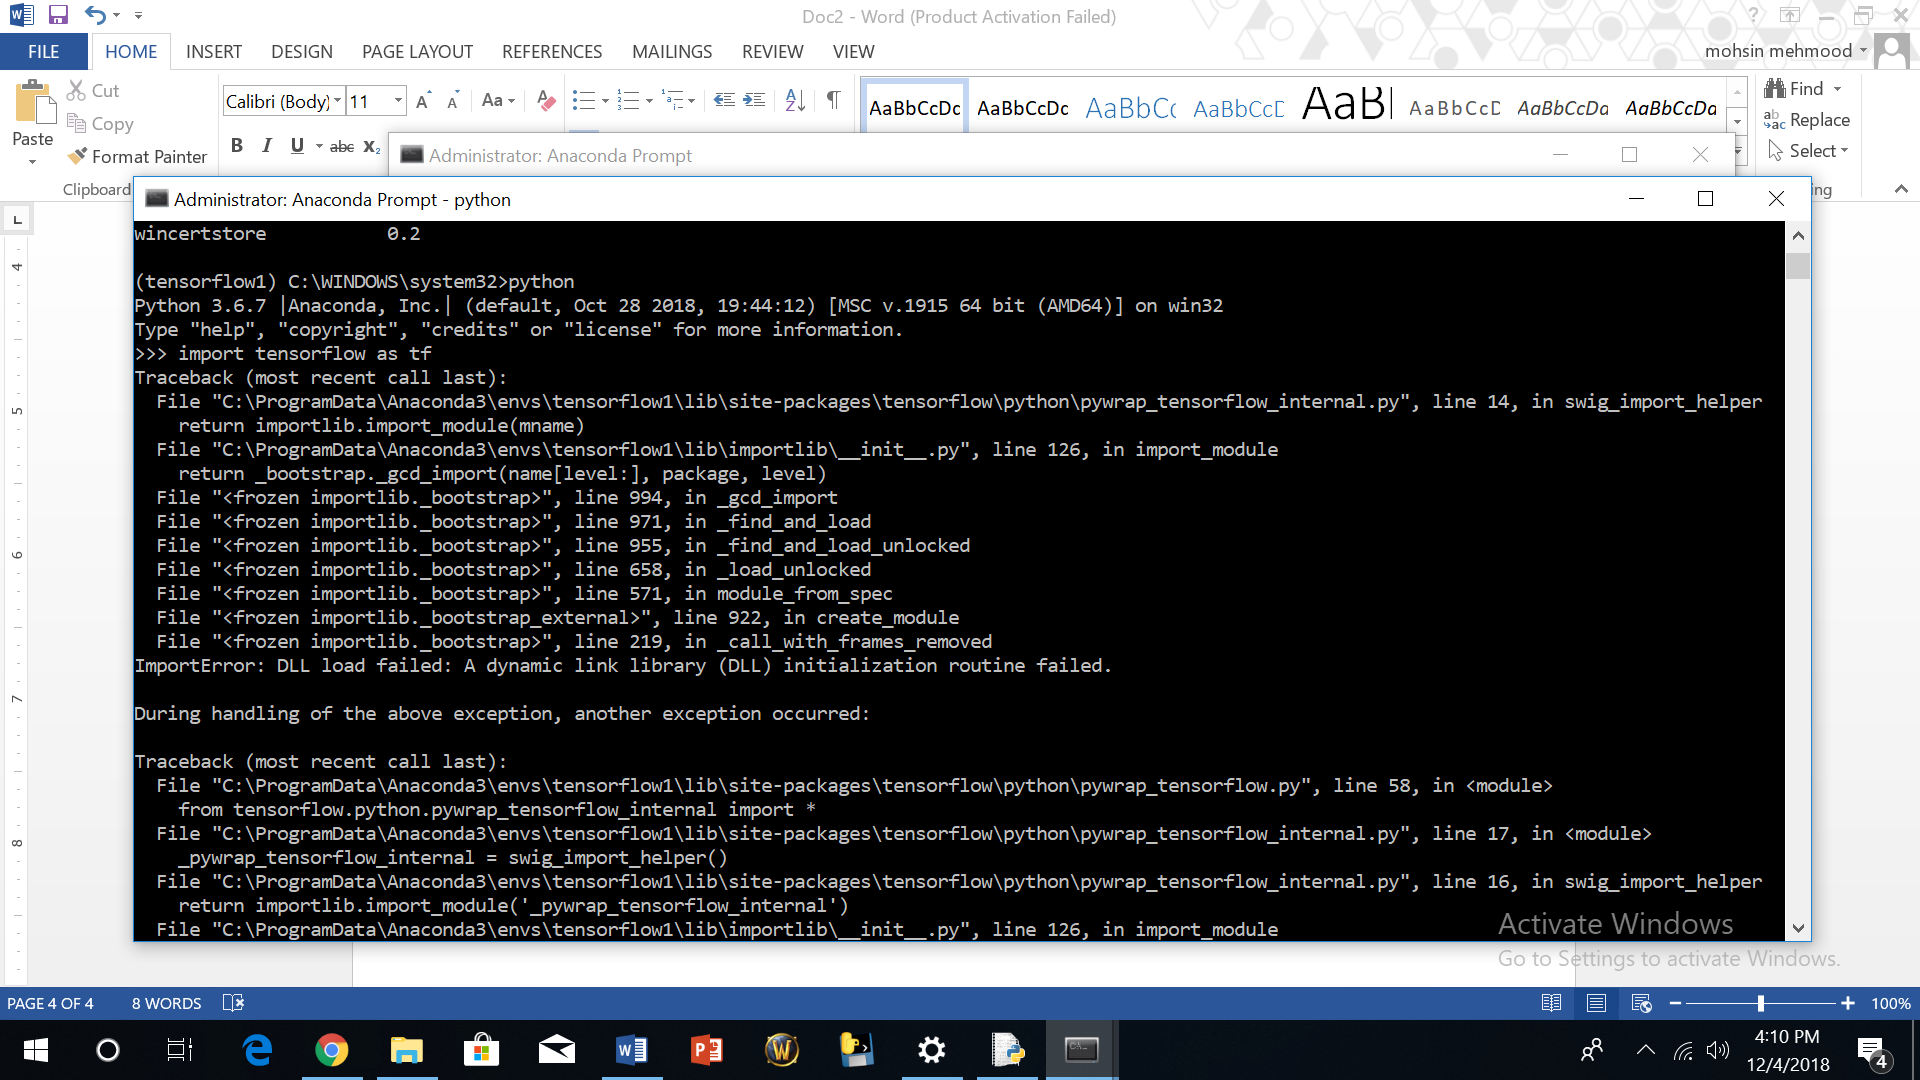 Doc2 - Word (Product Activation Failed)
FILE HOME INSERT DESIGN PAGE LAYOUT REFERENCES MAILINGS REVIEW VIEW
mohsin mehmood
Cut
Copy
Format Painter
Paste
Clipboard
Calibri (Body) 11
Aa
B I U abc X₂
AaBbCcDc AaBbCcDc AaBbCc AaBbCcD AaB AaBbCcD AaBbCcDa AaBbCcDa
Find
Replace
Select
ing
Administrator: Anaconda Prompt
Administrator: Anaconda Prompt - python
wincertstore 0.2
(tensorflow1) C:\WINDOWS\system32>python
Python 3.6.7 |Anaconda, Inc.| (default, Oct 28 2018, 19:44:12) [MSC v.1915 64 bit (AMD64)] on win32
Type "help", "copyright", "credits" or "license" for more information.
>>> import tensorflow as tf
Traceback (most recent call last):
File "C:\ProgramData\Anaconda3\envs\tensorflow1\lib\site-packages\tensorflow\python\pywrap_tensorflow_internal.py", line 14, in swig_import_helper
return importlib.import_module(mname)
File "C:\ProgramData\Anaconda3\envs\tensorflow1\lib\importlib\__init__.py", line 126, in import_module
return _bootstrap._gcd_import(name[level:], package, level)
File "<frozen importlib._bootstrap>", line 994, in _gcd_import
File "<frozen importlib._bootstrap>", line 971, in _find_and_load
File "<frozen importlib._bootstrap>", line 955, in _find_and_load_unlocked
File "<frozen importlib._bootstrap>", line 658, in _load_unlocked
File "<frozen importlib._bootstrap>", line 571, in module_from_spec
File "<frozen importlib._bootstrap_external>", line 922, in create_module
File "<frozen importlib._bootstrap>", line 219, in _call_with_frames_removed
ImportError: DLL load failed: A dynamic link library (DLL) initialization routine failed.
During handling of the above exception, another exception occurred:
Traceback (most recent call last):
File "C:\ProgramData\Anaconda3\envs\tensorflow1\lib\site-packages\tensorflow\python\pywrap_tensorflow.py", line 58, in <module>
from tensorflow.python.pywrap_tensorflow_internal import *
File "C:\ProgramData\Anaconda3\envs\tensorflow1\lib\site-packages\tensorflow\python\pywrap_tensorflow_internal.py", line 17, in <module>
_pywrap_tensorflow_internal = swig_import_helper()
File "C:\ProgramData\Anaconda3\envs\tensorflow1\lib\site-packages\tensorflow\python\pywrap_tensorflow_internal.py", line 16, in swig_import_helper
return importlib.import_module('_pywrap_tensorflow_internal')
File "C:\ProgramData\Anaconda3\envs\tensorflow1\lib\importlib\__init__.py", line 126, in import_module
Activate Windows
Go to Settings to activate Windows.
4
5
6
7
8
PAGE 4 OF 4 8 WORDS
100%
4:10 PM
12/4/2018
4